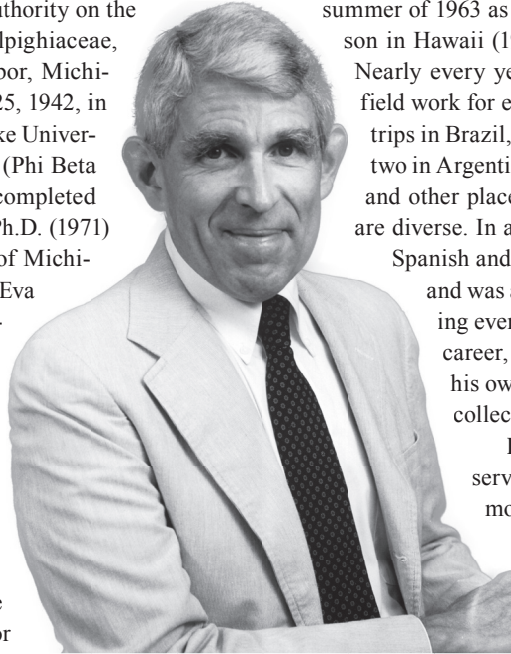 uthority on the
lpighiaceae,
bor, Michi-
25, 1942, in
ke Univer-
(Phi Beta
completed
h.D. (1971)
of Michi-
Eva
-
e
or
summer of 1963 as
son in Hawaii (19
Nearly every ye
field work for e
trips in Brazil,
two in Argenti
and other place
are diverse. In a
Spanish and
and was a
ing ever
career,
his ow
collec
I
serv
mo